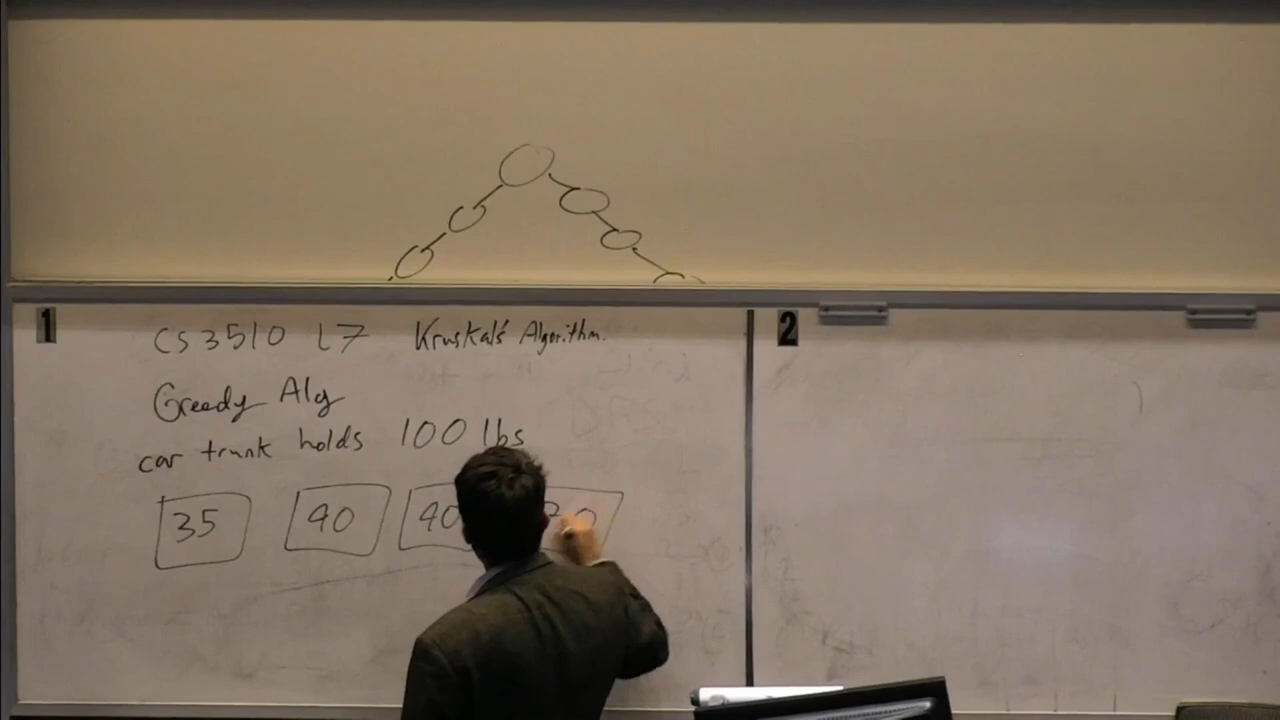 1
2
CS 3510 L7 Kruskal's Algorithm.
Greedy Alg
car trunk holds 100 lbs
35 40 40